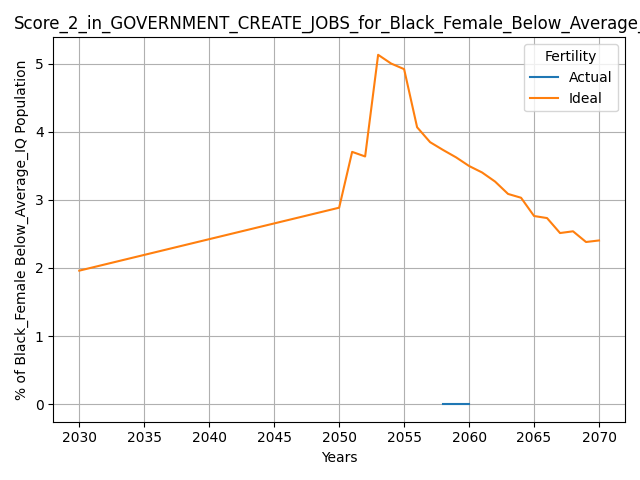 Score_2_in_GOVERNMENT_CREATE_JOBS_for_Black_Female_Below_Average_
Fertility
Actual
Ideal
% of Black_Female Below_Average_IQ Population
5
4
3
2
1
0
2030 2035 2040 2045 2050 2055 2060 2065 2070
Years